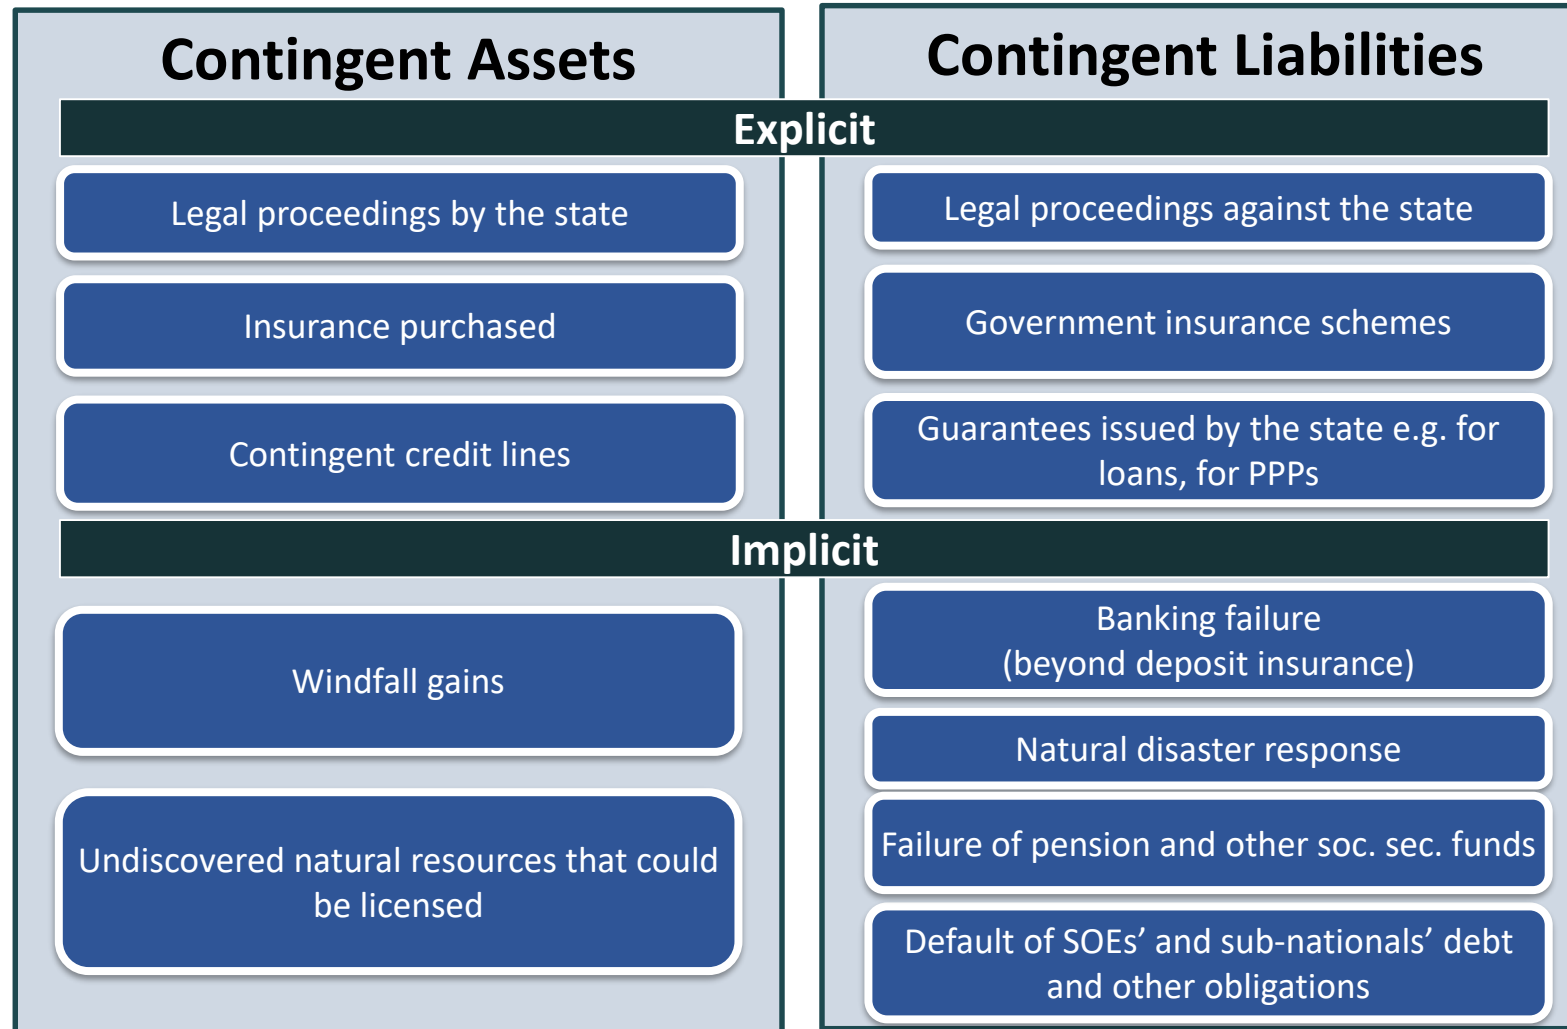 Contingent Assets
Contingent Liabilities
Explicit
Legal proceedings by the state
Legal proceedings against the state
Insurance purchased
Government insurance schemes
Contingent credit lines
Guarantees issued by the state e.g. for
loans, for PPPs
Implicit
Windfall gains
Banking failure
(beyond deposit insurance)
Natural disaster response
Undiscovered natural resources that could
be licensed
Failure of pension and other soc. sec. funds
Default of SOEs’ and sub-nationals’ debt
and other obligations